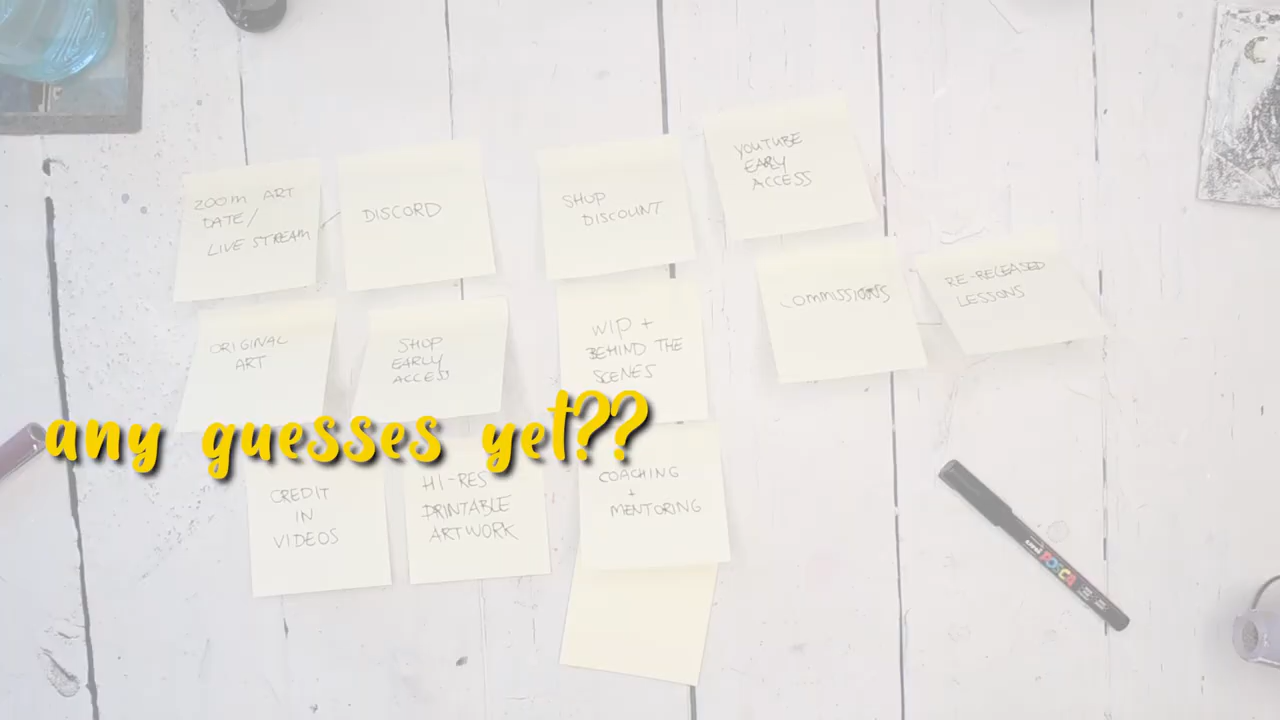 ZOOM ART
DATE/
LIVE STREAM
DISCORD
SHOP
DISCOUNT
YOUTUBE
EARLY
ACCESS
ORIGINAL
ART
SHOP
EARLY
ACCESS
WIP +
BEHIND THE
SCENES
COMMISSIONS
RE-RELEASED
LESSONS
any guesses yet??
CREDIT
IN
VIDEOS
HI-RES
PRINTABLE
ARTWORK
COACHING
+
MENTORING
uni POSCA